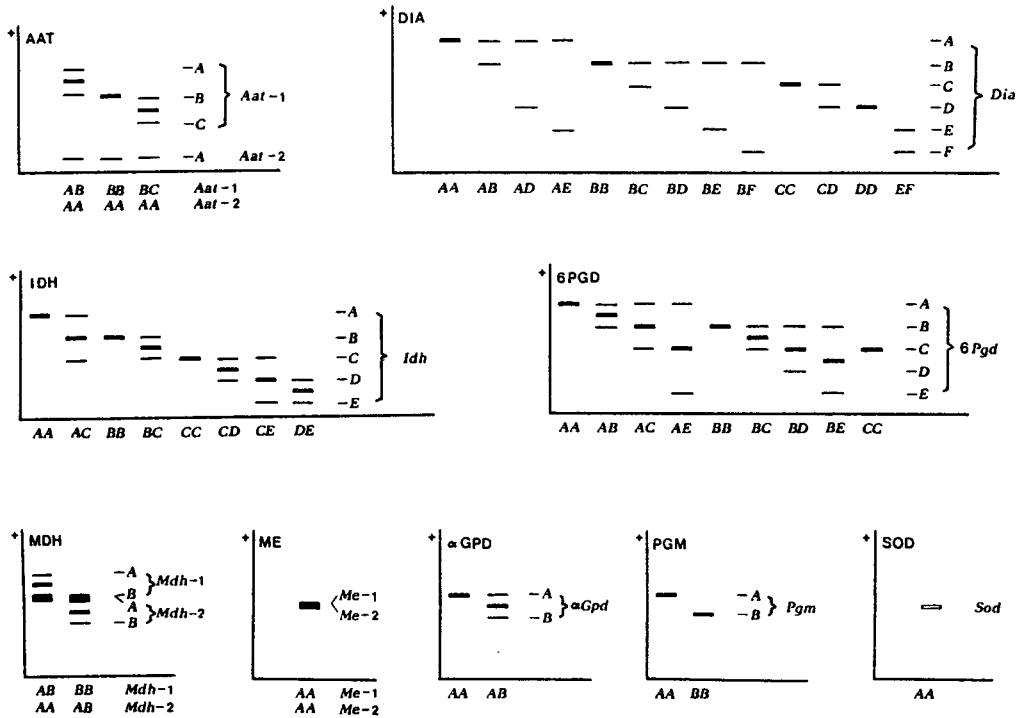 + AAT
-A
-B Aat-1
-C
-A Aat-2
AB BB BC Aat-1
AA AA AA Aat-2
+ DIA
-A
-B
-C
-D Dia
-E
-F
AA AB AD AE BB BC BD BE BF CC CD DD EF
+ IDH
-A
-B
-C Idh
-D
-E
AA AC BB BC CC CD CE DE
+ 6PGD
-A
-B
-C 6Pgd
-D
-E
AA AB AC AE BB BC BD BE CC
+ MDH
-A
Mdh-1
<B
A
Mdh-2
-B
AB BB Mdh-1
AA AB Mdh-2
+ ME
Me-1
Me-2
AA Me-1
AA Me-2
+ αGPD
-A
αGpd
-B
AA AB
+ PGM
-A
Pgm
-B
AA BB
+ SOD
Sod
AA